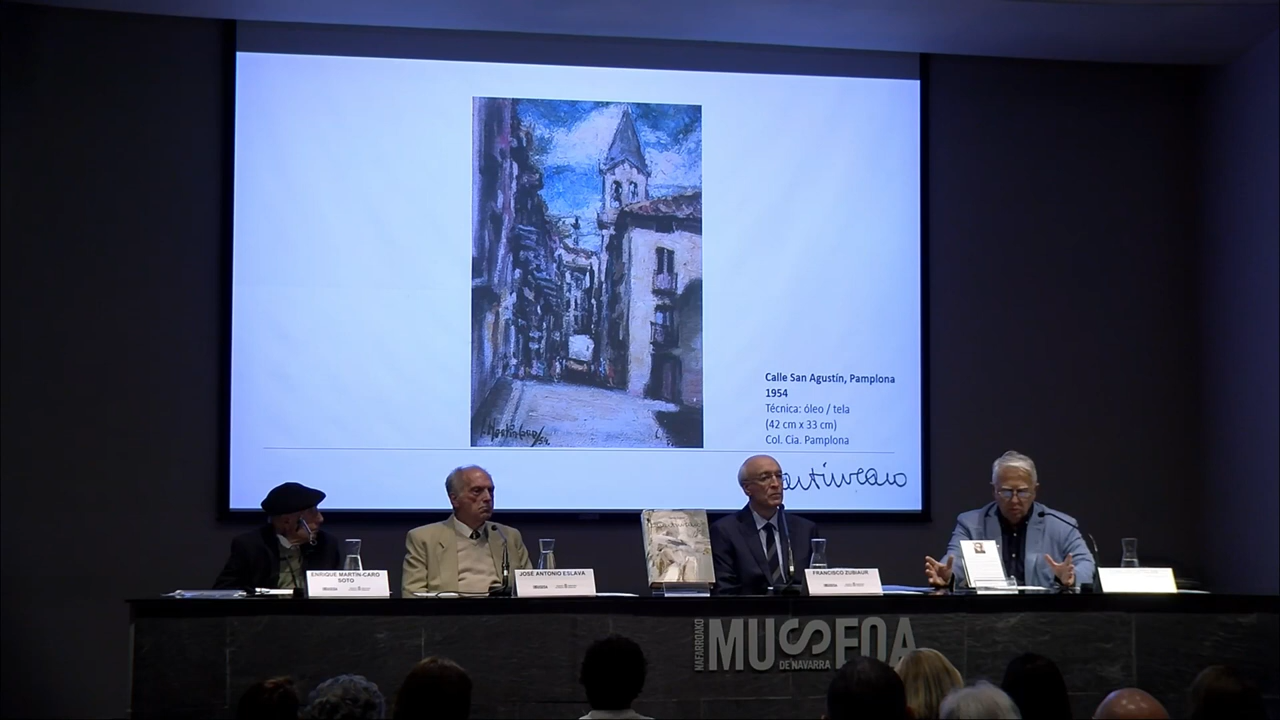 Calle San Agustín, Pamplona
1954
Técnica: óleo / tela
(42 cm x 33 cm)
Col. Cía. Pamplona
ENRIQUE MARTÍN-CARO
SOTO
JOSÉ ANTONIO ESLAVA
FRANCISCO ZUBIAUR
NAFARROAKO
MUSEOA
DE NAVARRA